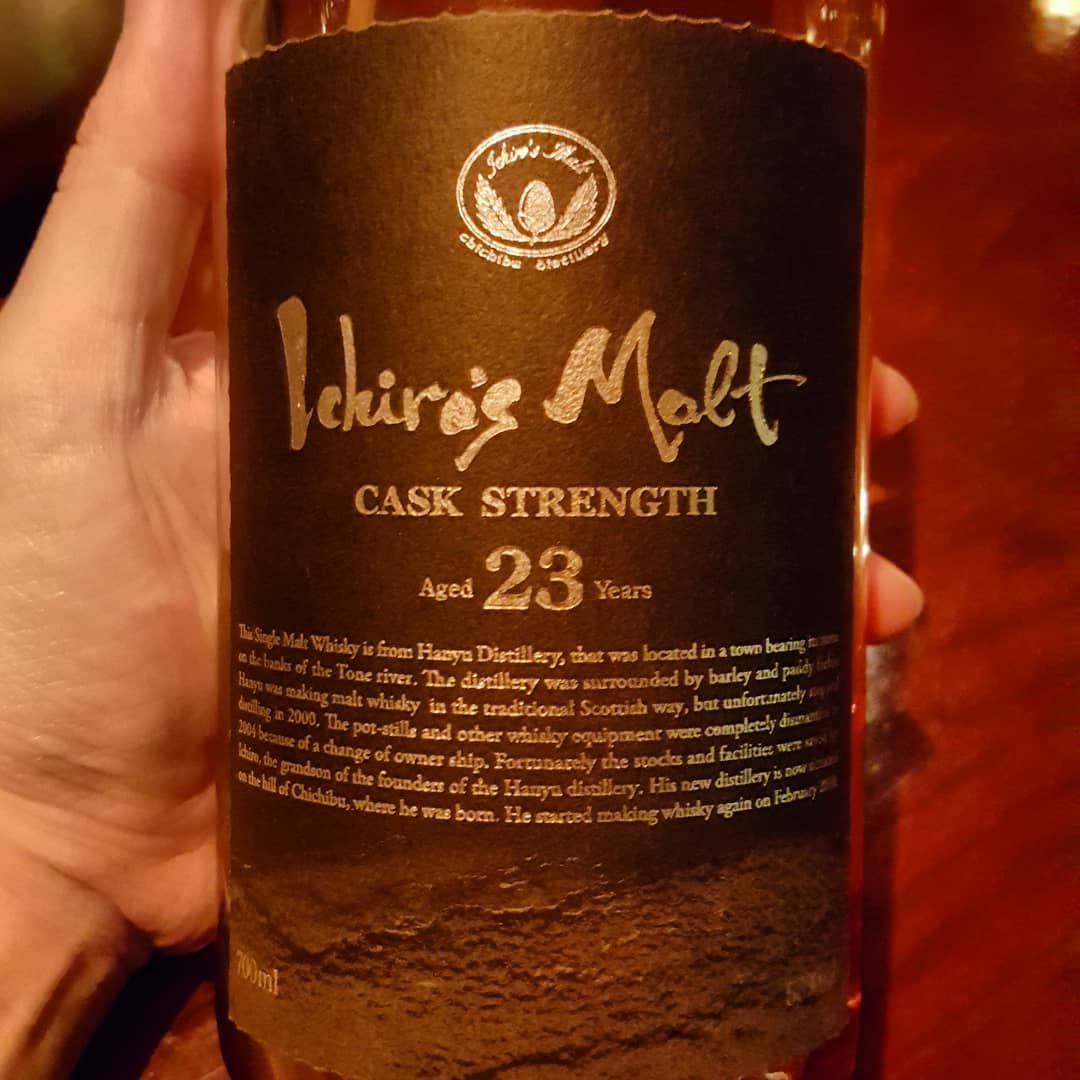 Ichiro's Malt
Chichibu Distillery
Ichiro's Malt
CASK STRENGTH
Aged 23 Years
This Single Malt Whisky is from Hanyu Distillery, that was located in a town bearing its name
on the banks of the Tone river. The distillery was surrounded by barley and paddy
Hanyu was making malt whisky in the traditional Scottish way, but unfortunately
distilling in 2000. The pot-stills and other whisky equipment were completely
2004 because of a change of owner ship. Fortunately the stocks and facilities were saved
Ichiro, the grandson of the founders of the Hanyu distillery. His new distillery is now
on the hill of Chichibu, where he was born. He started making whisky again on February
700ml